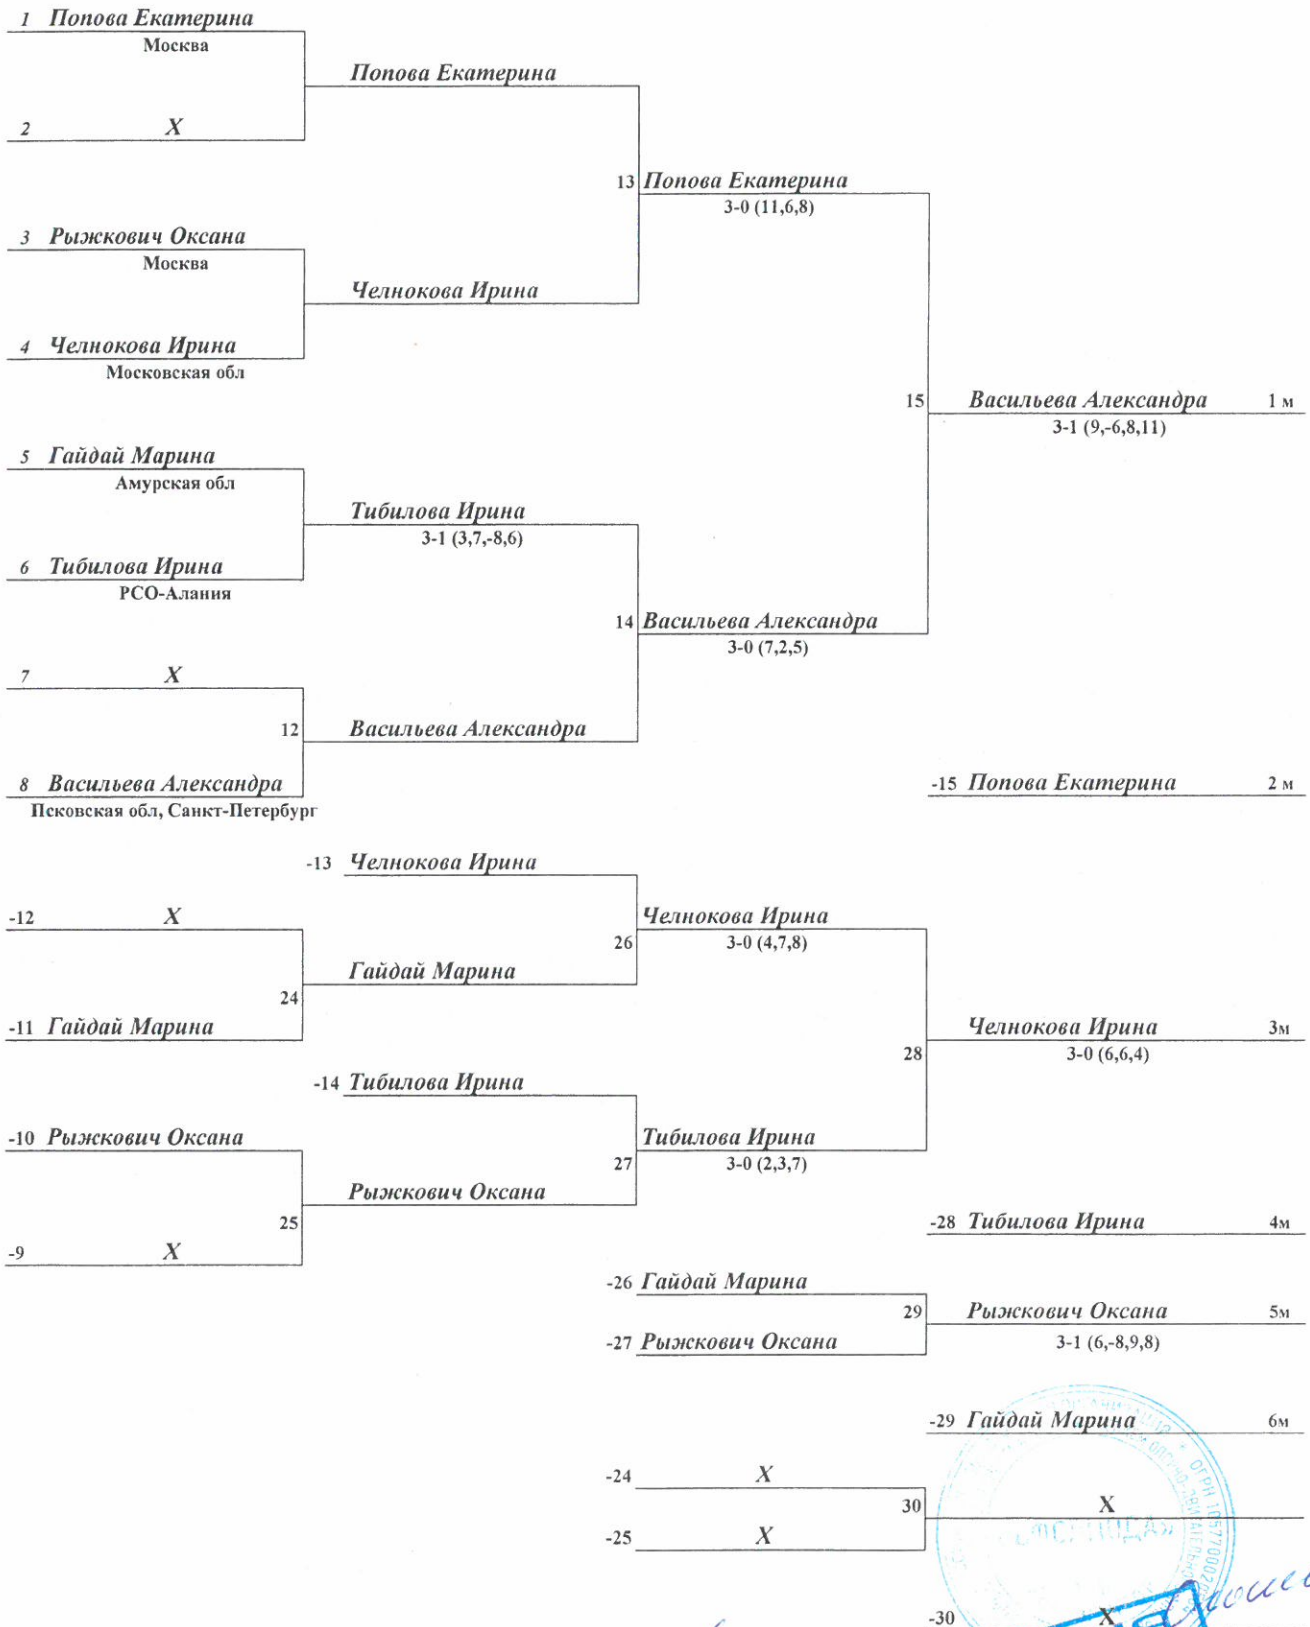 1 Попова Екатерина
Москва
Попова Екатерина
2 X
13 Попова Екатерина
3-0 (11,6,8)
3 Рыжкович Оксана
Москва
Челнокова Ирина
4 Челнокова Ирина
Московская обл
15 Васильева Александра 1 м
3-1 (9,-6,8,11)
5 Гайдай Марина
Амурская обл
Тибилова Ирина
3-1 (3,7,-8,6)
6 Тибилова Ирина
РСО-Алания
14 Васильева Александра
3-0 (7,2,5)
7 X
12 Васильева Александра
8 Васильева Александра
Псковская обл, Санкт-Петербург
-15 Попова Екатерина 2 м
-13 Челнокова Ирина
-12 X
Челнокова Ирина
26 3-0 (4,7,8)
Гайдай Марина
24
-11 Гайдай Марина
Челнокова Ирина 3м
28 3-0 (6,6,4)
-14 Тибилова Ирина
-10 Рыжкович Оксана
Тибилова Ирина
27 3-0 (2,3,7)
Рыжкович Оксана
25
-9 X
-28 Тибилова Ирина 4м
-26 Гайдай Марина
29 Рыжкович Оксана 5м
-27 Рыжкович Оксана
3-1 (6,-8,9,8)
-29 Гайдай Марина 6м
-24 X
30 X
-25 X
-30 X